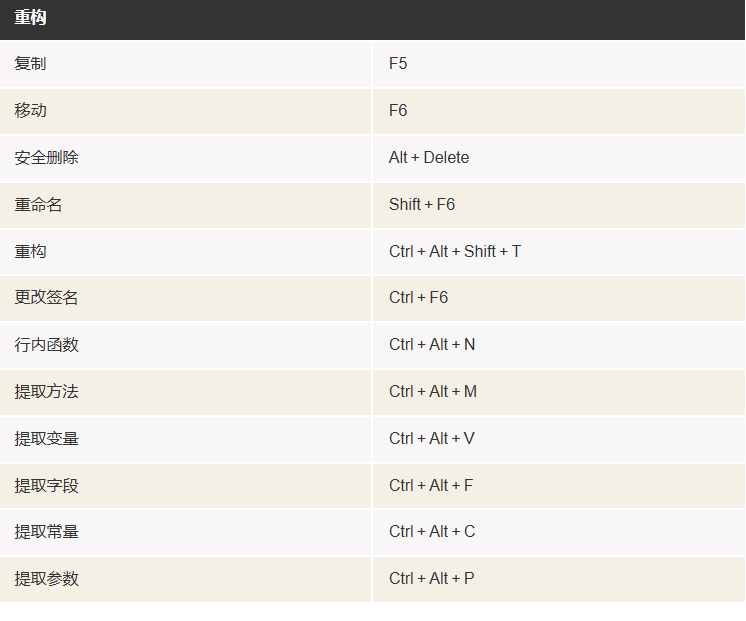 重构
复制 F5
移动 F6
安全删除 Alt + Delete
重命名 Shift + F6
重构 Ctrl + Alt + Shift + T
更改签名 Ctrl + F6
行内函数 Ctrl + Alt + N
提取方法 Ctrl + Alt + M
提取变量 Ctrl + Alt + V
提取字段 Ctrl + Alt + F
提取常量 Ctrl + Alt + C
提取参数 Ctrl + Alt + P